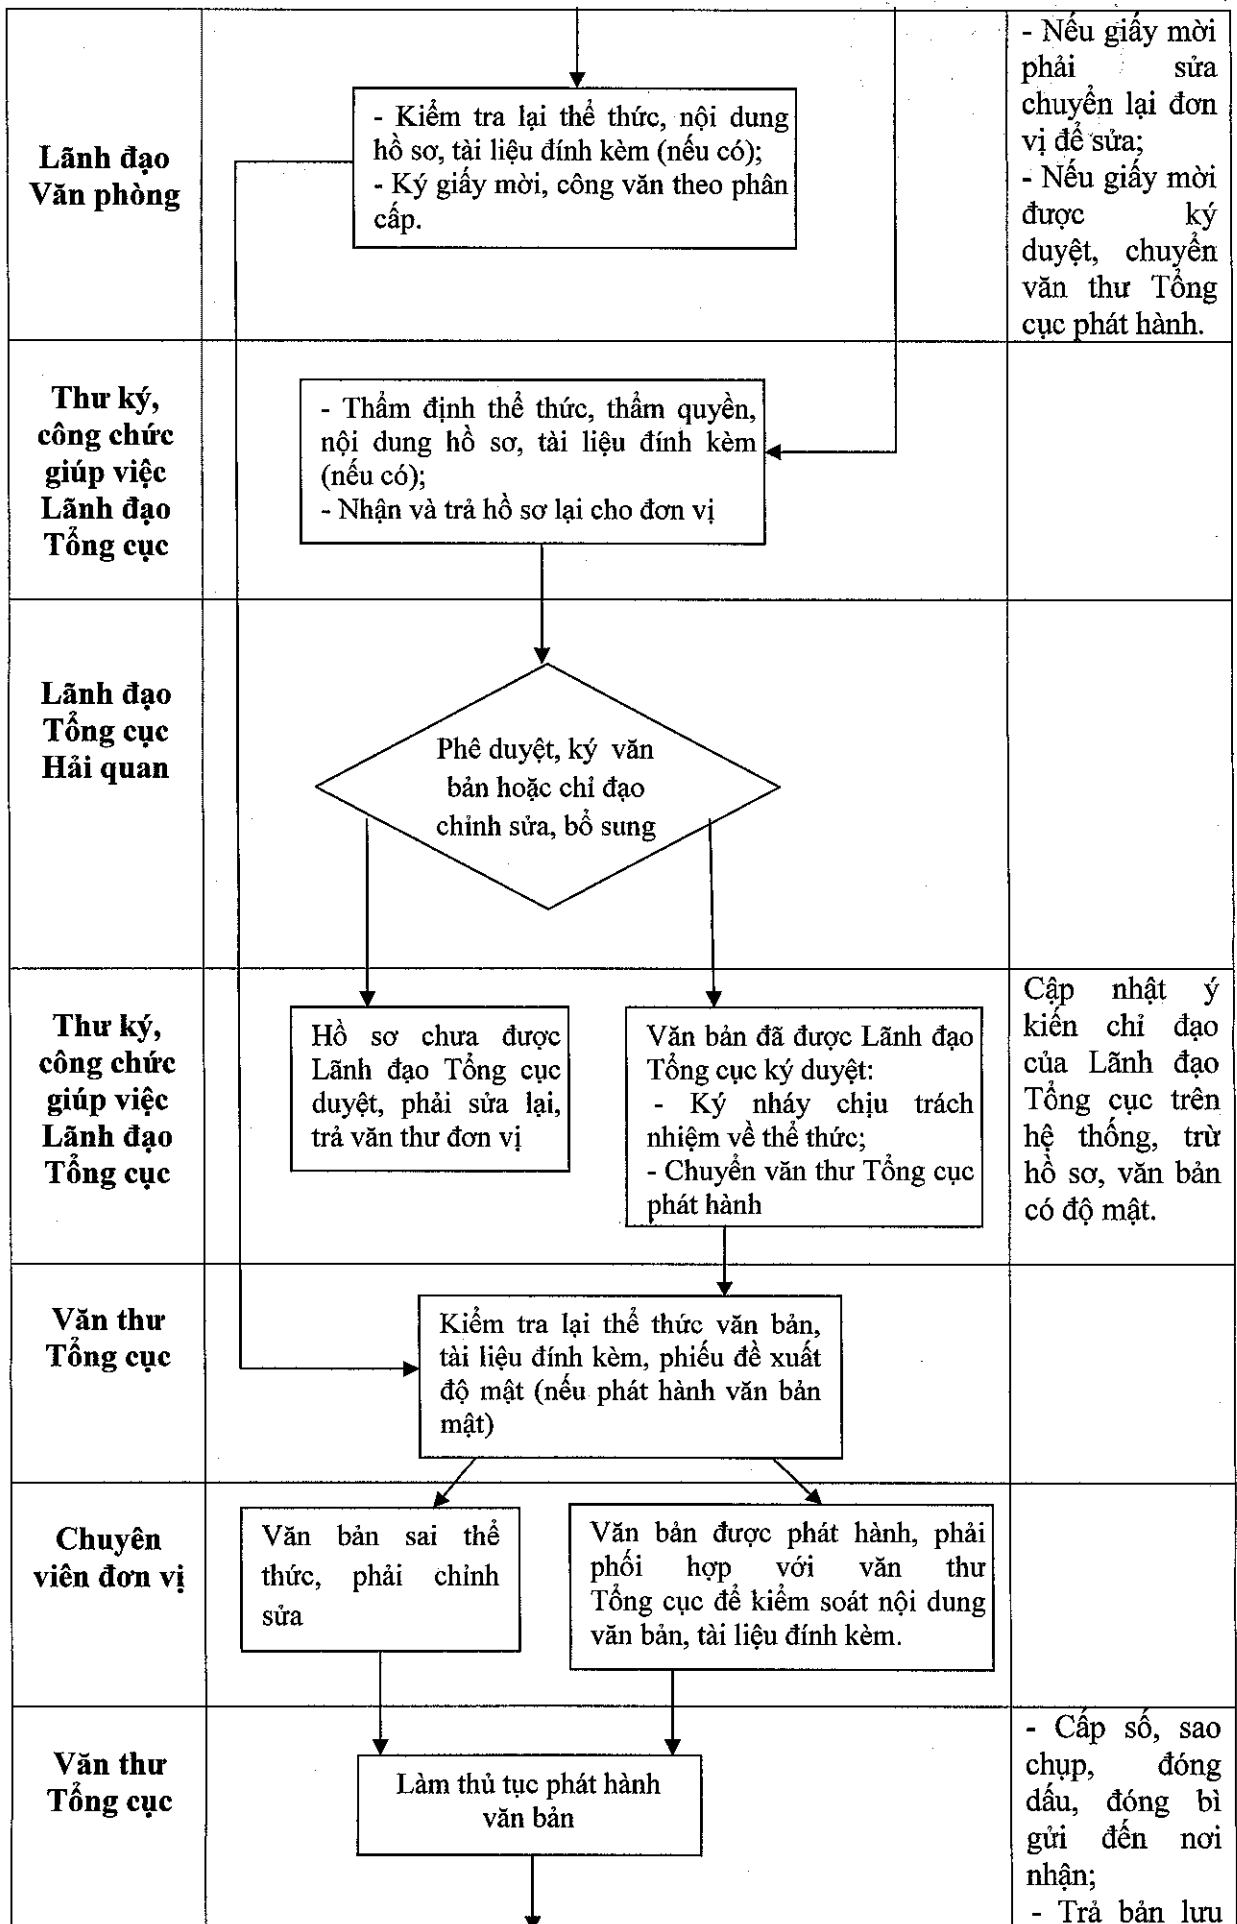 Lãnh đạo
Văn phòng
- Kiểm tra lại thể thức, nội dung
hồ sơ, tài liệu đính kèm (nếu có);
- Ký giấy mời, công văn theo phân
cấp.
- Nếu giấy mời
phải sửa
chuyển lại đơn
vị để sửa;
- Nếu giấy mời
được ký
duyệt, chuyển
văn thư Tổng
cục phát hành.
Thư ký,
công chức
giúp việc
Lãnh đạo
Tổng cục
- Thẩm định thể thức, thẩm quyền,
nội dung hồ sơ, tài liệu đính kèm
(nếu có);
- Nhận và trả hồ sơ lại cho đơn vị
Lãnh đạo
Tổng cục
Hải quan
Phê duyệt, ký văn
bản hoặc chỉ đạo
chỉnh sửa, bổ sung
Thư ký,
công chức
giúp việc
Lãnh đạo
Tổng cục
Hồ sơ chưa được
Lãnh đạo Tổng cục
duyệt, phải sửa lại,
trả văn thư đơn vị
Văn bản đã được Lãnh đạo
Tổng cục ký duyệt:
- Ký nháy chịu trách
nhiệm về thể thức;
- Chuyển văn thư Tổng cục
phát hành
Cập nhật ý
kiến chỉ đạo
của Lãnh đạo
Tổng cục trên
hệ thống, trừ
hồ sơ, văn bản
có độ mật.
Văn thư
Tổng cục
Kiểm tra lại thể thức văn bản,
tài liệu đính kèm, phiếu đề xuất
độ mật (nếu phát hành văn bản
mật)
Chuyên
viên đơn vị
Văn bản sai thể
thức, phải chỉnh
sửa
Văn bản được phát hành, phải
phối hợp với văn thư
Tổng cục để kiểm soát nội dung
văn bản, tài liệu đính kèm.
Văn thư
Tổng cục
Làm thủ tục phát hành
văn bản
- Cấp số, sao
chụp, đóng
dấu, đóng bì
gửi đến nơi
nhận;
- Trả bản lưu